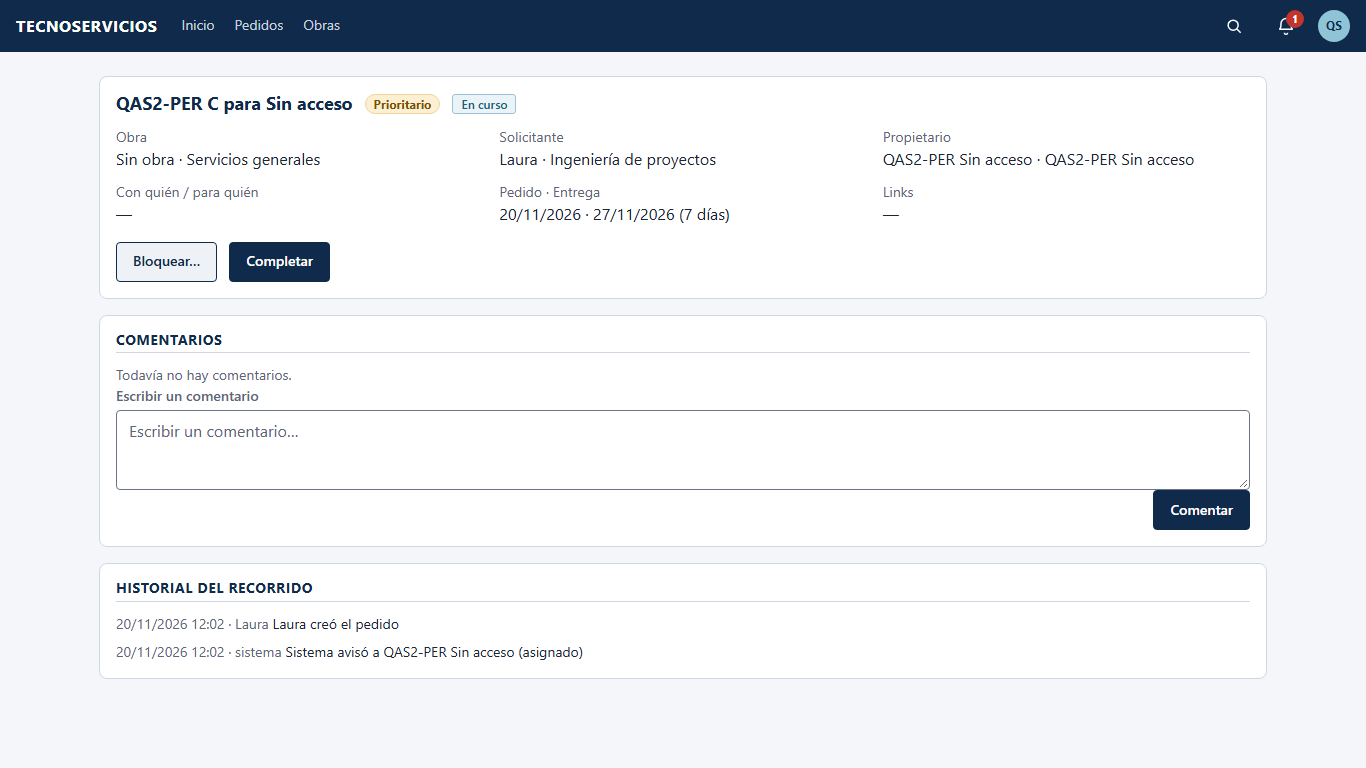 TECNOSERVICIOS Inicio Pedidos Obras 1 QS
QAS2-PER C para Sin acceso Prioritario En curso
Obra Solicitante Propietario
Sin obra · Servicios generales Laura · Ingeniería de proyectos QAS2-PER Sin acceso · QAS2-PER Sin acceso
Con quién / para quién Pedido · Entrega Links
— 20/11/2026 · 27/11/2026 (7 días) —
Bloquear... Completar
COMENTARIOS
Todavía no hay comentarios.
Escribir un comentario
Escribir un comentario...
Comentar
HISTORIAL DEL RECORRIDO
20/11/2026 12:02 · Laura Laura creó el pedido
20/11/2026 12:02 · sistema Sistema avisó a QAS2-PER Sin acceso (asignado)